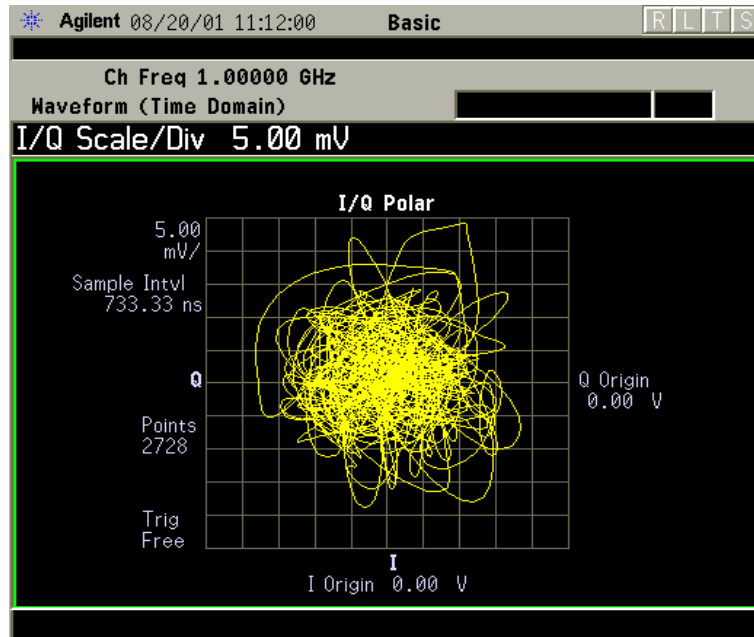 Agilent 08/20/01 11:12:00 Basic R L T S
Ch Freq 1.00000 GHz
Waveform (Time Domain)
I/Q Scale/Div 5.00 mV
I/Q Polar
5.00
mV/
Sample Intvl
733.33 ns
Q
Q Origin
0.00 V
Points
2728
Trig
Free
I
I Origin 0.00 V